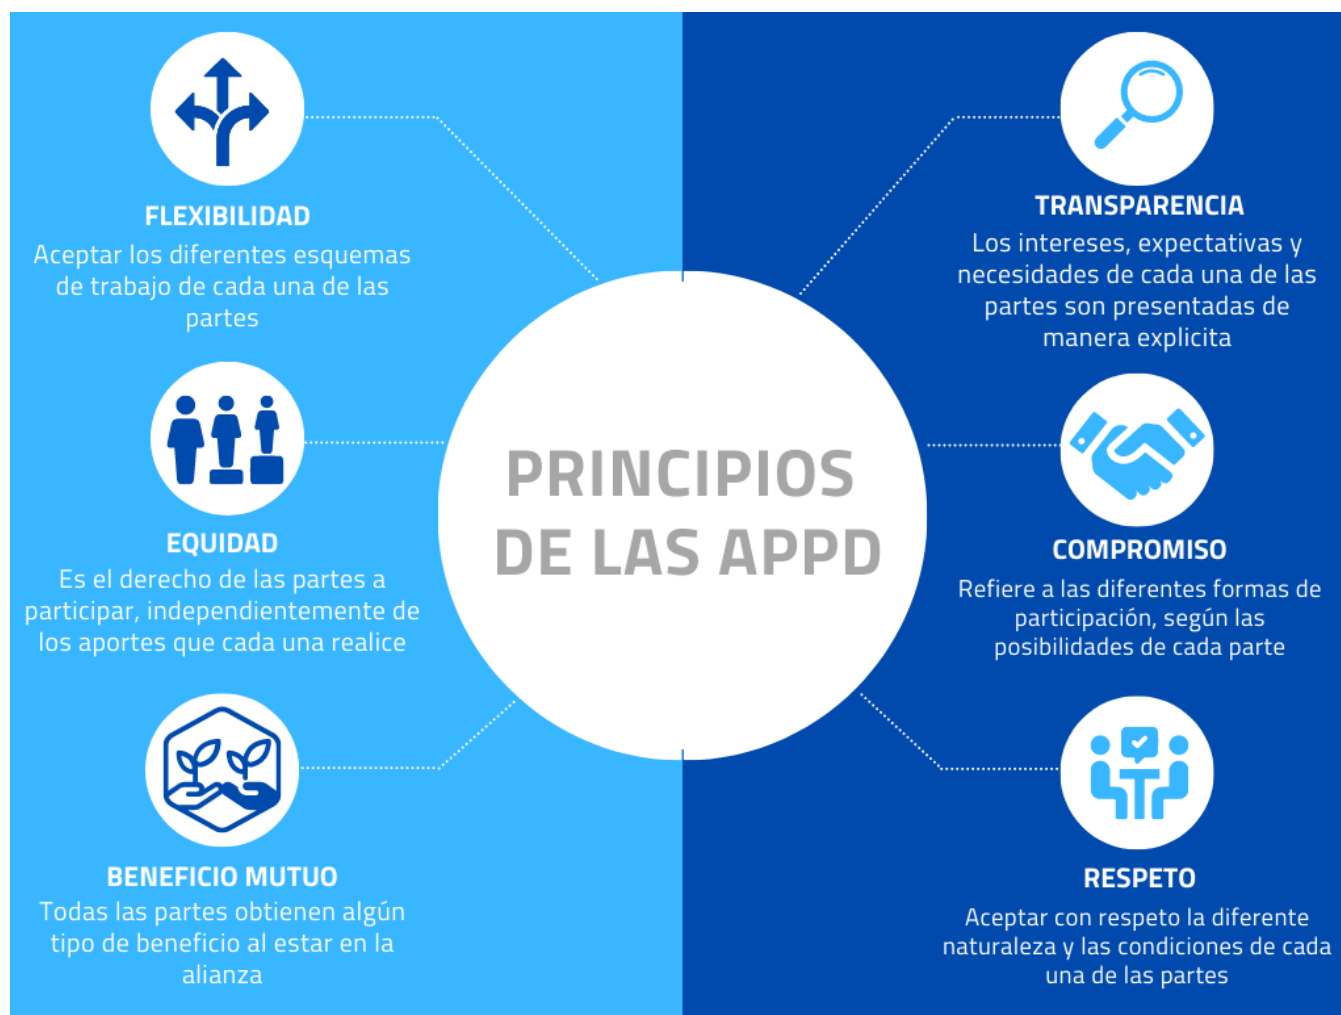 FLEXIBILIDAD
Aceptar los diferentes esquemas
de trabajo de cada una de las
partes
EQUIDAD
Es el derecho de las partes a
participar, independientemente de
los aportes que cada una realice
BENEFICIO MUTUO
Todas las partes obtienen algún
tipo de beneficio al estar en la
alianza
PRINCIPIOS
DE LAS APPD
TRANSPARENCIA
Los intereses, expectativas y
necesidades de cada una de las
partes son presentadas de
manera explicita
COMPROMISO
Refiere a las diferentes formas de
participación, según las
posibilidades de cada parte
RESPETO
Aceptar con respeto la diferente
naturaleza y las condiciones de cada
una de las partes